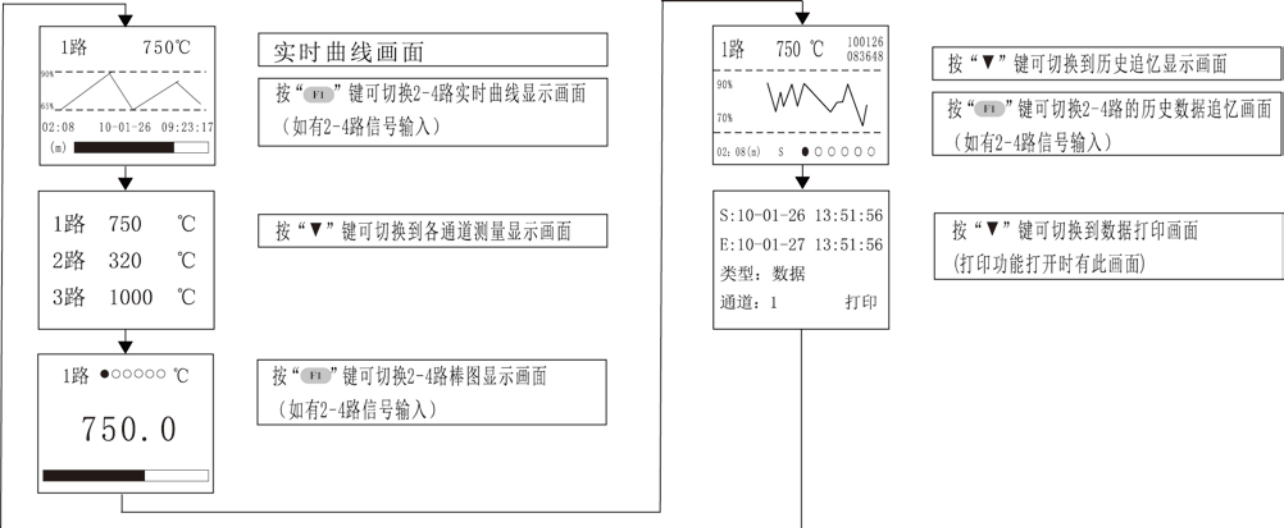 1路 750℃
90%
65%
02:08 10-01-26 09:23:17
(m)
实时曲线画面
按“F1”键可切换2-4路实时曲线显示画面
（如有2-4路信号输入）
1路 750 ℃
2路 320 ℃
3路 1000 ℃
按“▼”键可切换到各通道测量显示画面
1路 ●○○○○○ ℃
750.0
按“F1”键可切换2-4路棒图显示画面
（如有2-4路信号输入）
1路 750 ℃ 100126
083648
90%
70%
02: 08(m) S ●○○○○○
按“▼”键可切换到历史追忆显示画面
按“F1”键可切换2-4路的历史数据追忆画面
（如有2-4路信号输入）
S:10-01-26 13:51:56
E:10-01-27 13:51:56
类型：数据
通道：1 打印
按“▼”键可切换到数据打印画面
(打印功能打开时有此画面)